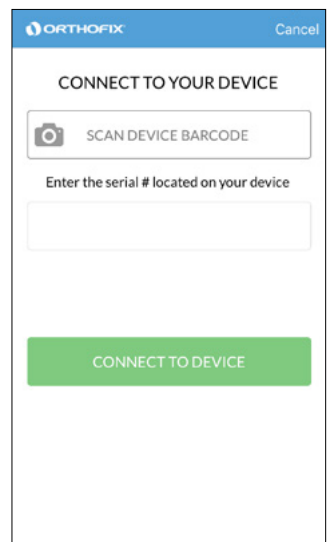 ORTHOFIX Cancel
CONNECT TO YOUR DEVICE
SCAN DEVICE BARCODE
Enter the serial # located on your device
CONNECT TO DEVICE